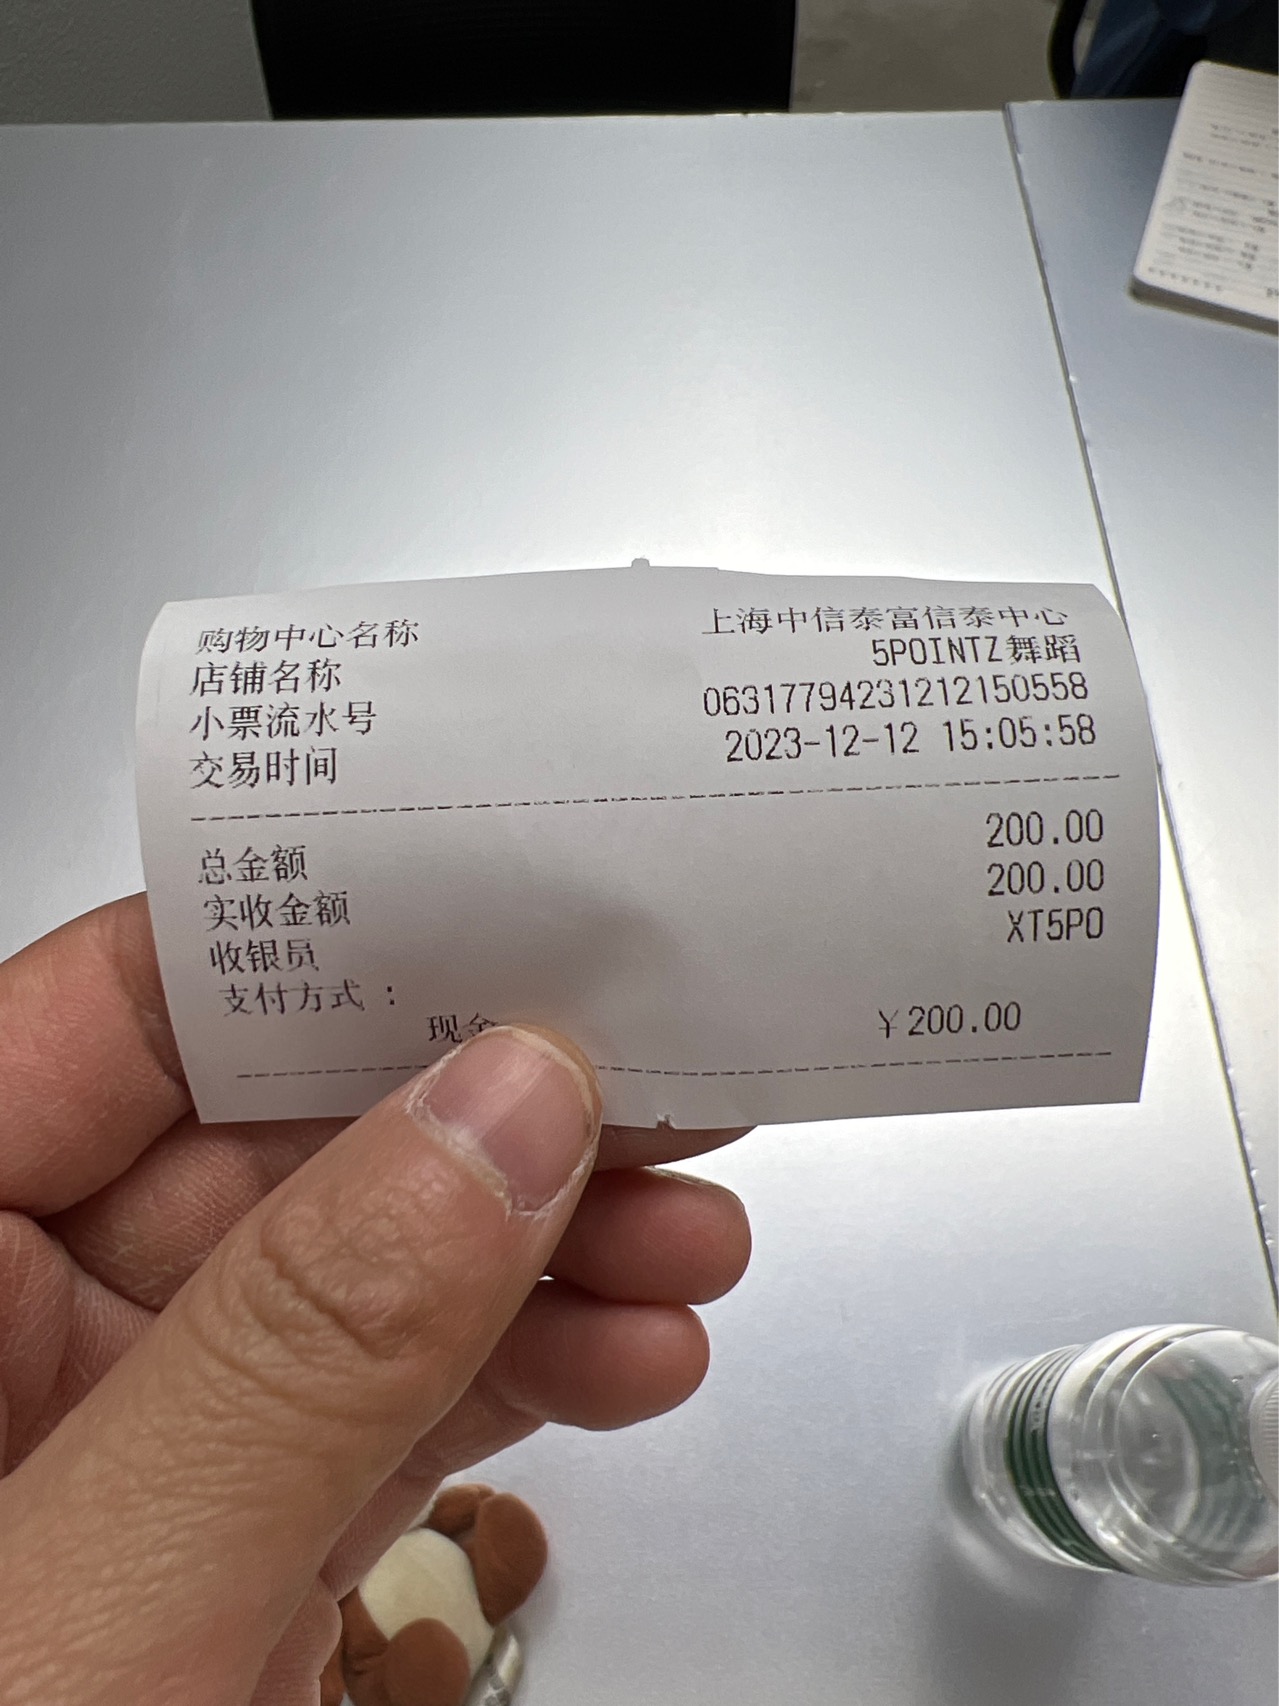 购物中心名称 上海中信泰富信泰中心
店铺名称 5POINTZ舞蹈
小票流水号 06317794231212150558
交易时间 2023-12-12 15:05:58
总金额 200.00
实收金额 200.00
收银员 XT5P0
支付方式 :
现金 ¥200.00